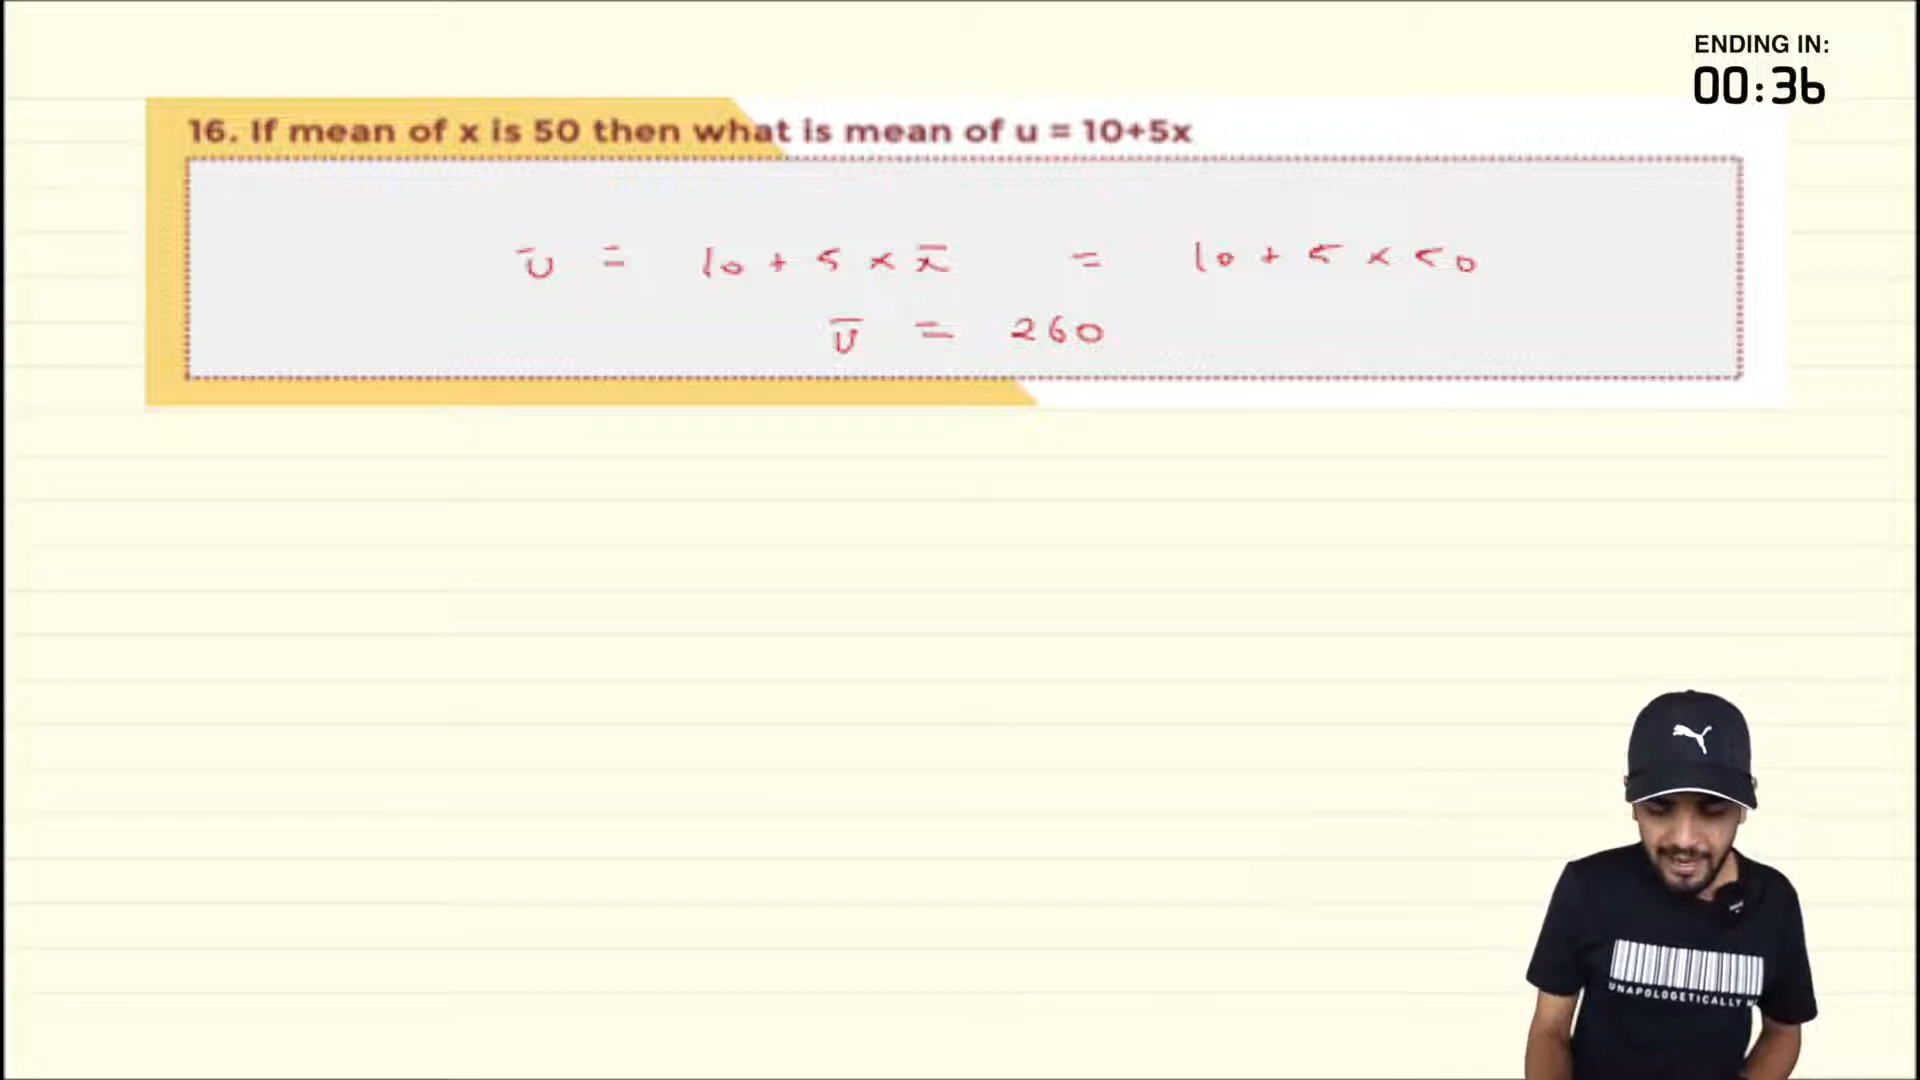 ENDING IN:
00:36
16. If mean of x is 50 then what is mean of u = 10+5x
ū = 10 + 5 × x̄ = 10 + 5 × 50
ū = 260
UNAPOLOGETICALLY